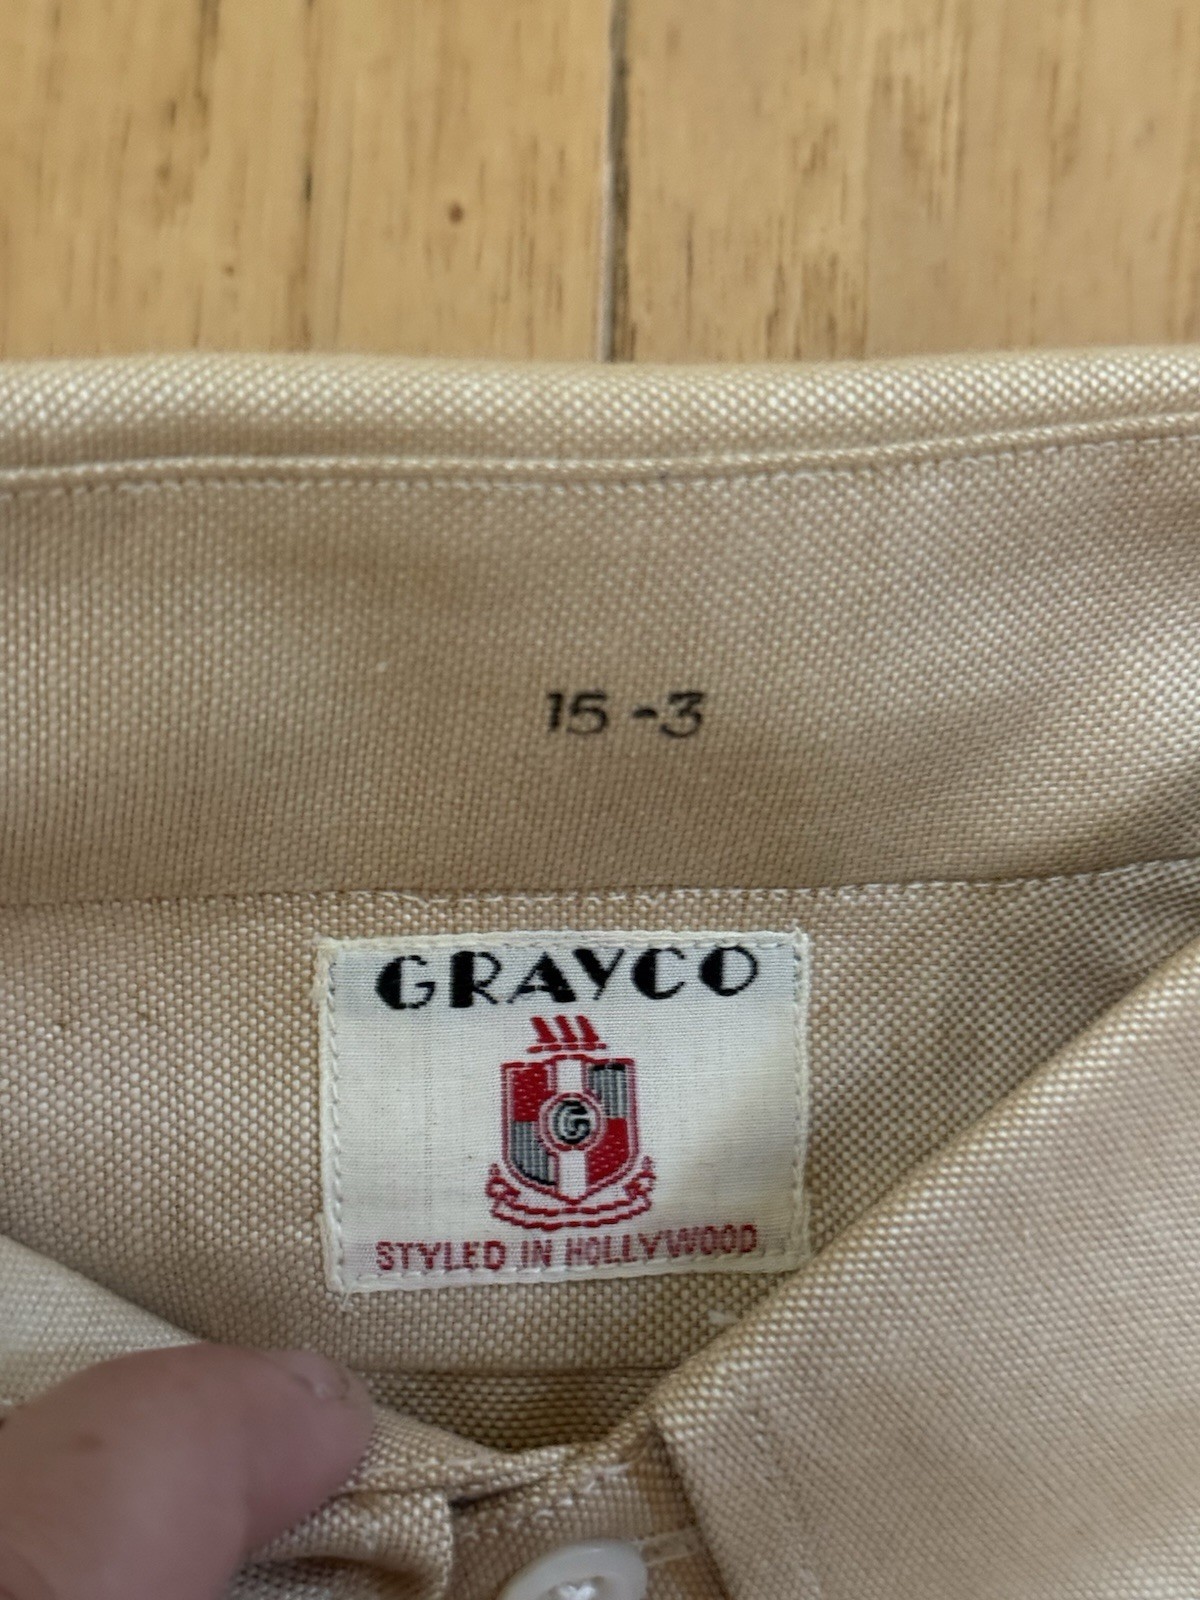 15-3
GRAYCO
G
STYLED IN HOLLYWOOD